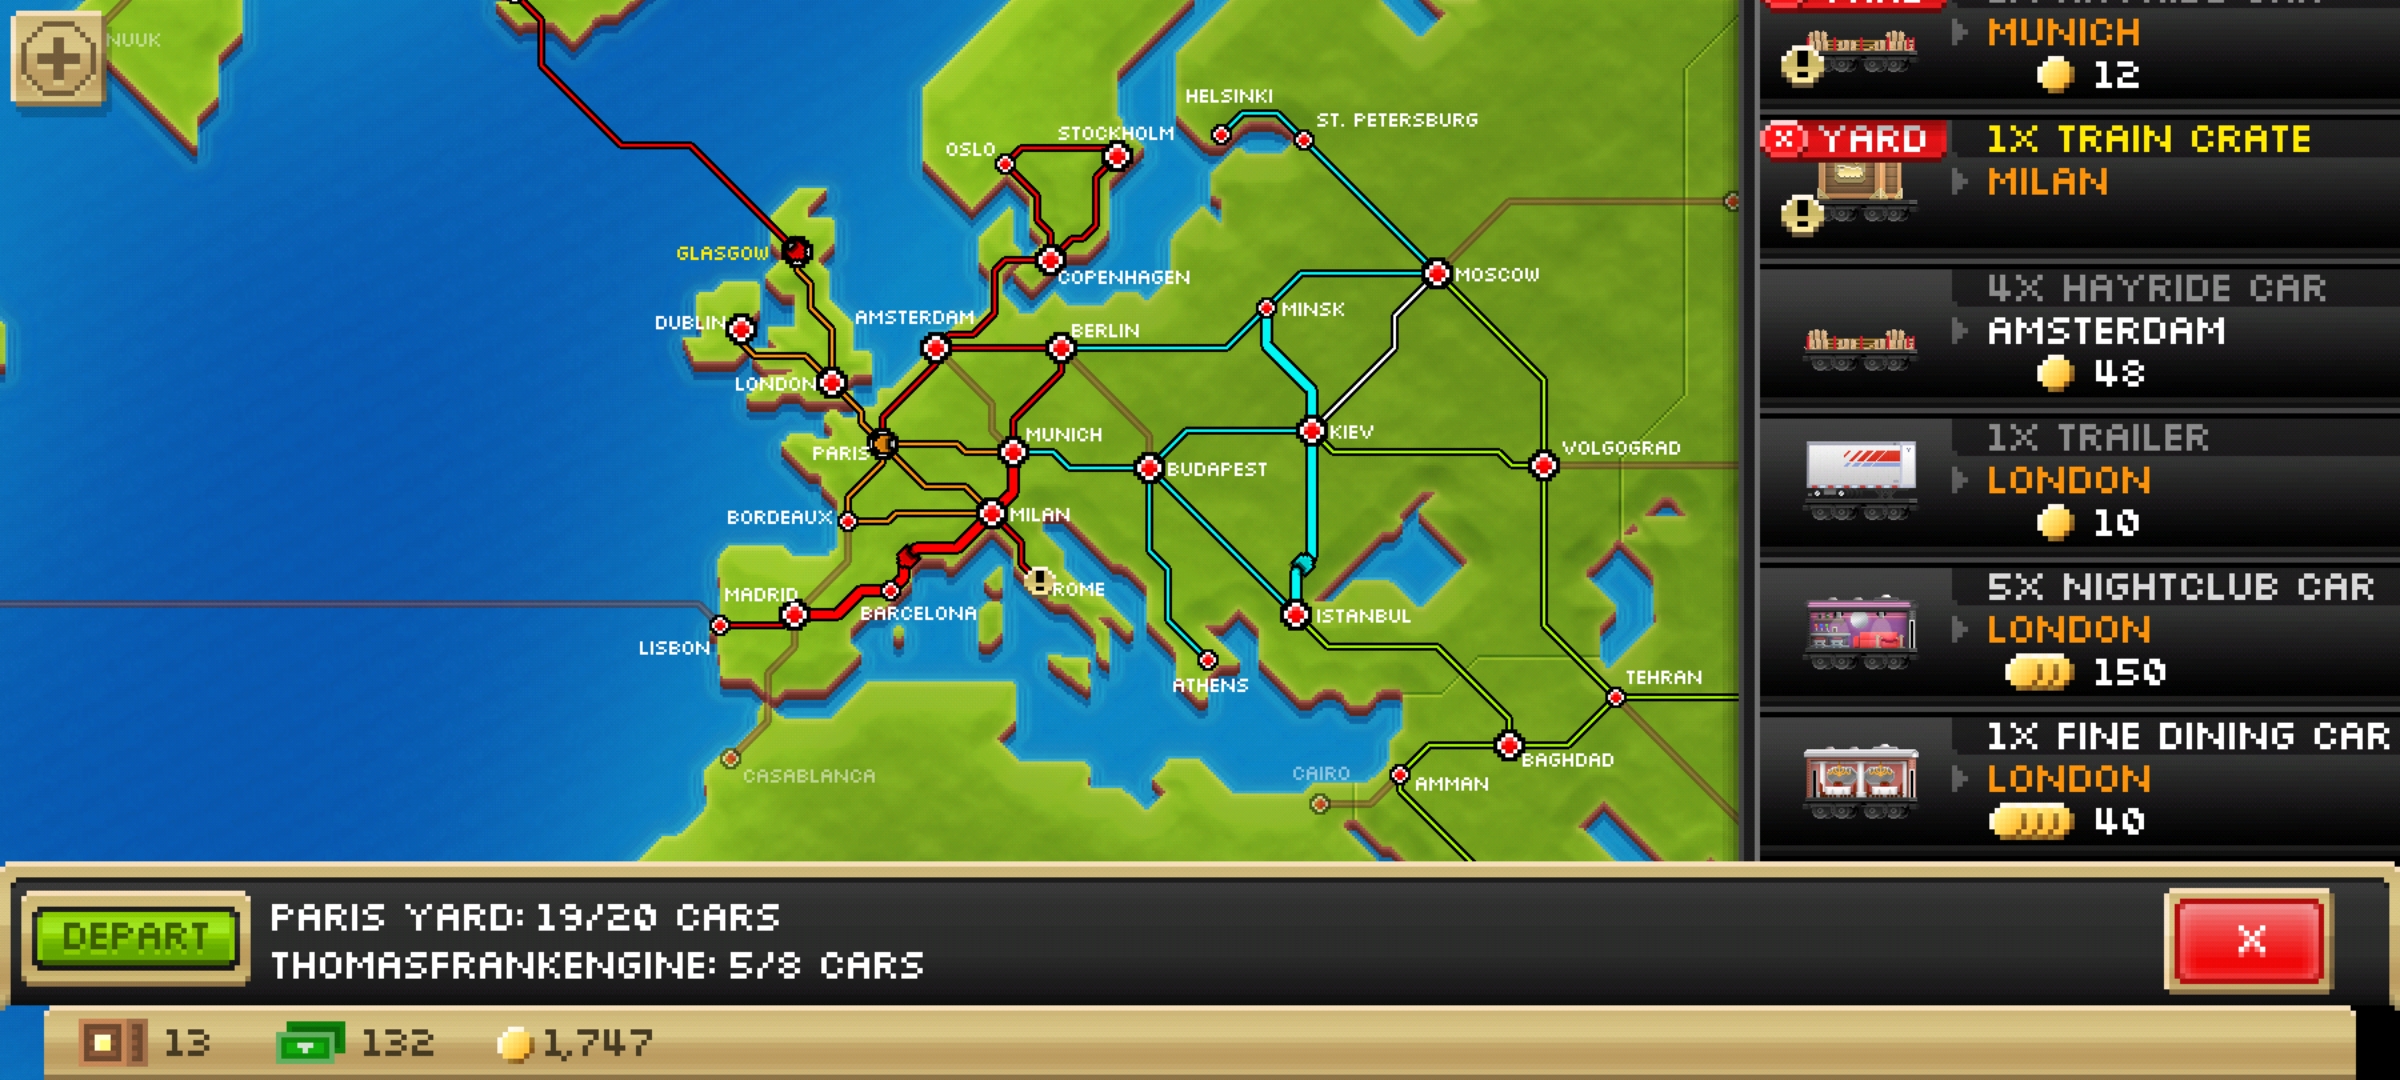 NUUK
HELSINKI
ST. PETERSBURG
STOCKHOLM
OSLO
GLASGOW
COPENHAGEN
MOSCOW
DUBLIN
AMSTERDAM
BERLIN
MINSK
LONDON
PARIS
MUNICH
KIEV
VOLGOGRAD
BUDAPEST
BORDEAUX
MILAN
MADRID
BARCELONA
ROME
ISTANBUL
LISBON
ATHENS
TEHRAN
CASABLANCA
CAIRO
AMMAN
BAGHDAD
MUNICH
12
YARD
1X TRAIN CRATE
MILAN
4X HAYRIDE CAR
AMSTERDAM
48
1X TRAILER
LONDON
10
5X NIGHTCLUB CAR
LONDON
150
1X FINE DINING CAR
LONDON
40
DEPART
PARIS YARD: 19/20 CARS
THOMASFRANKENGINE: 5/8 CARS
X
13
132
1,747